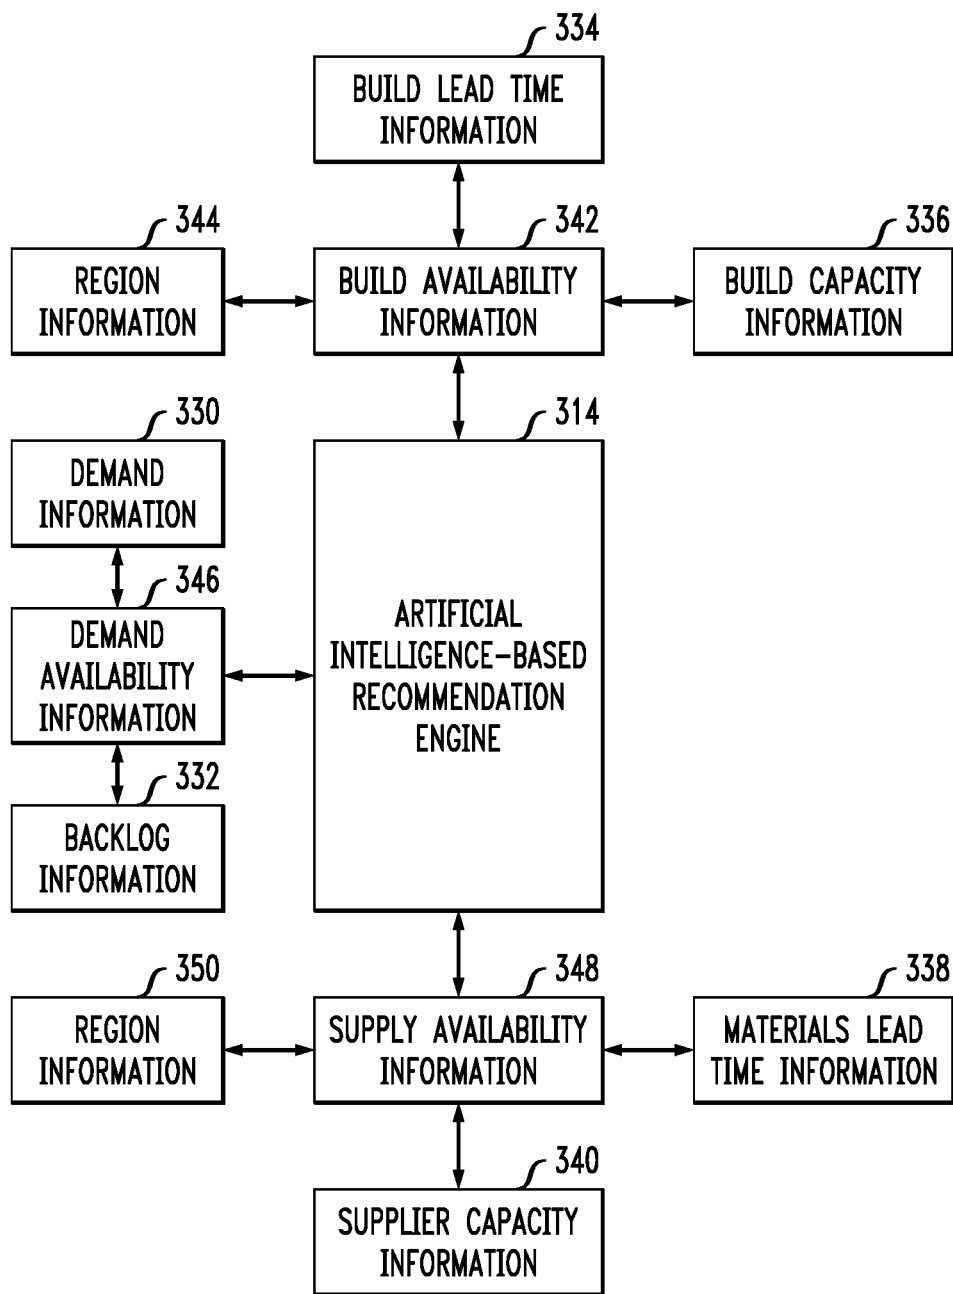 334
BUILD LEAD TIME
INFORMATION
344
REGION
INFORMATION
342
BUILD AVAILABILITY
INFORMATION
336
BUILD CAPACITY
INFORMATION
330
DEMAND
INFORMATION
314
ARTIFICIAL
INTELLIGENCE-BASED
RECOMMENDATION
ENGINE
346
DEMAND
AVAILABILITY
INFORMATION
332
BACKLOG
INFORMATION
350
REGION
INFORMATION
348
SUPPLY AVAILABILITY
INFORMATION
338
MATERIALS LEAD
TIME INFORMATION
340
SUPPLIER CAPACITY
INFORMATION